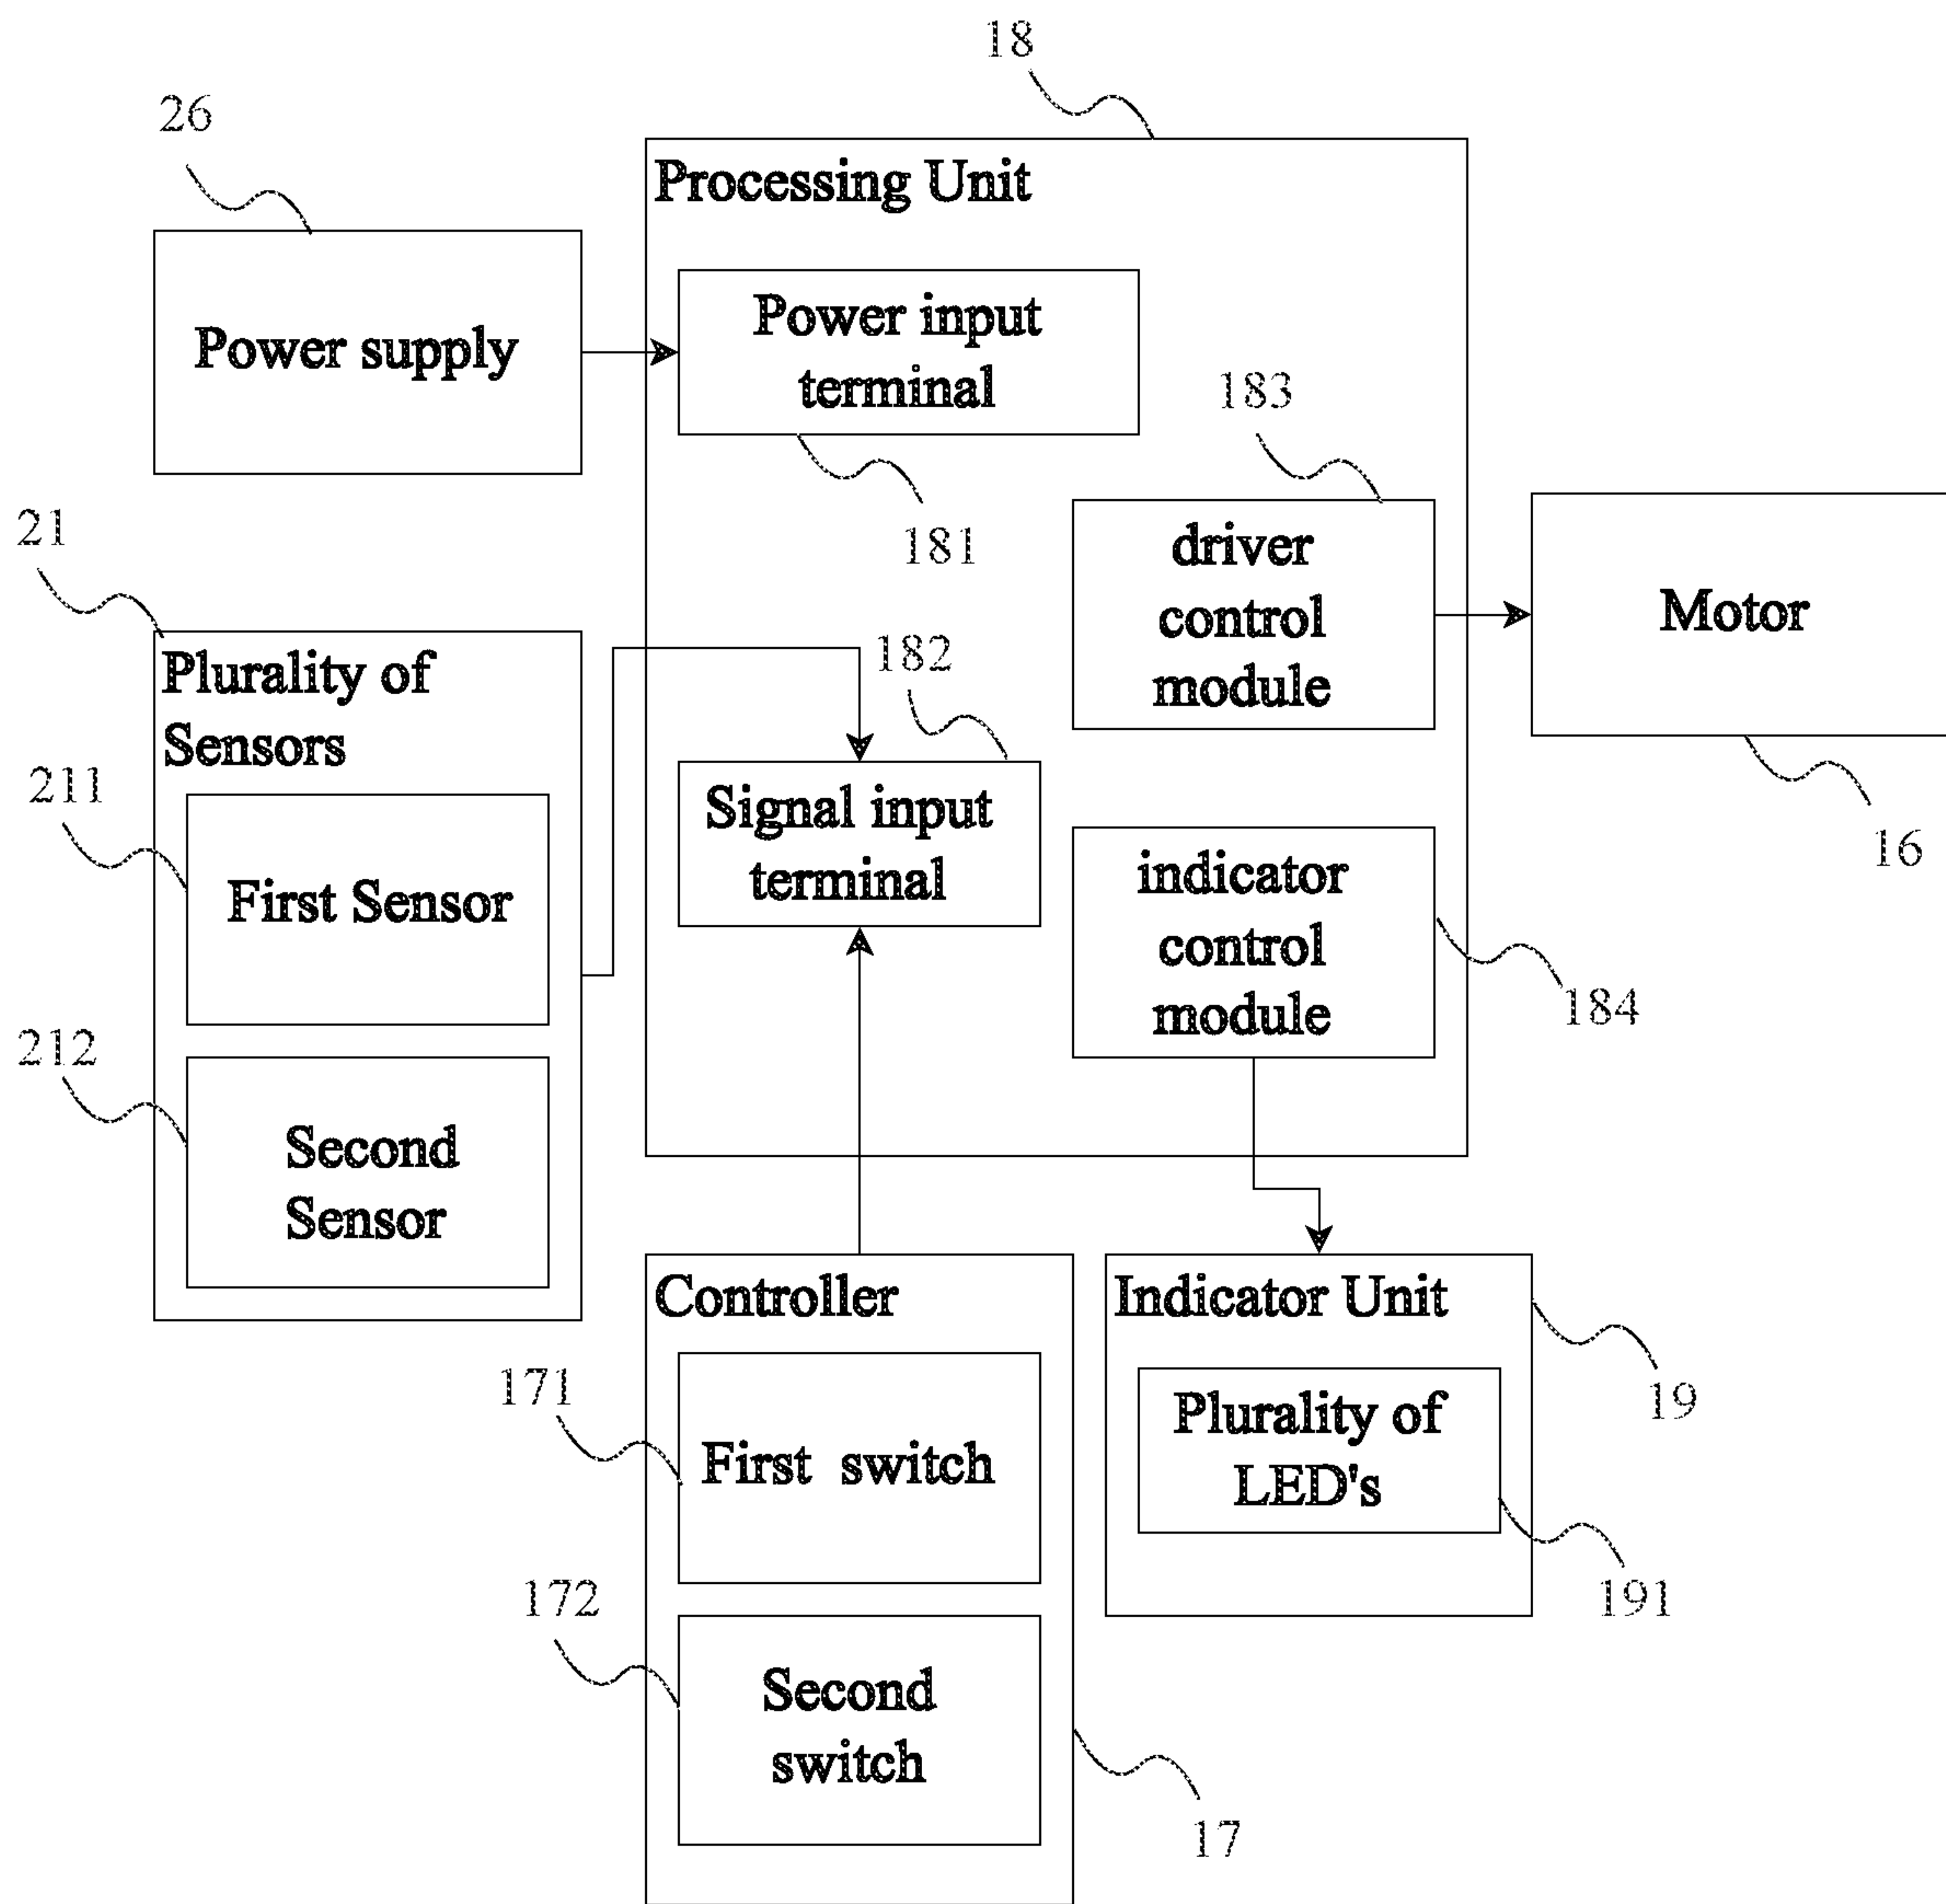 18
26
Processing Unit
Power supply
Power input
terminal
183
181
21
driver
control
module
Motor
182
Plurality of
Sensors
211
First Sensor
Signal input
terminal
16
indicator
control
module
184
212
Second
Sensor
Controller
Indicator Unit
171
First  switch
Plurality of
LED's
19
172
Second
switch
191
17